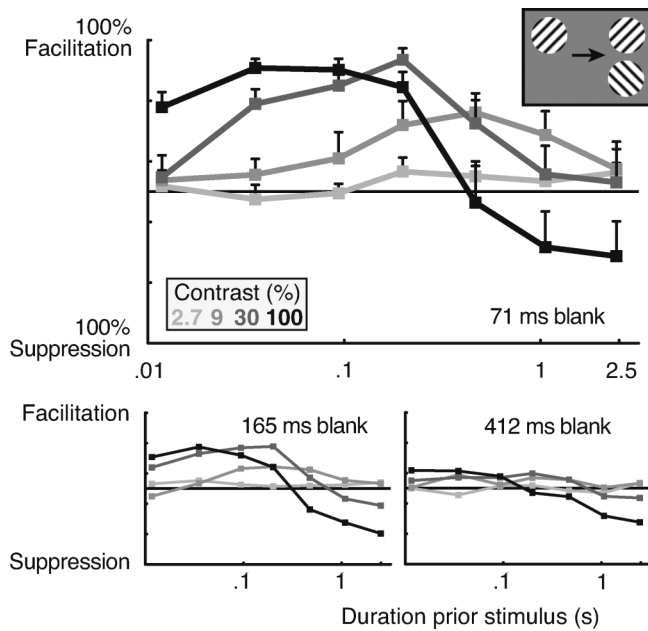 100%
Facilitation
Contrast (%)
2.7 9 30 100
71 ms blank
100%
Suppression
.01 .1 1 2.5
Facilitation
165 ms blank
412 ms blank
Suppression
.1 1 .1 1
Duration prior stimulus (s)